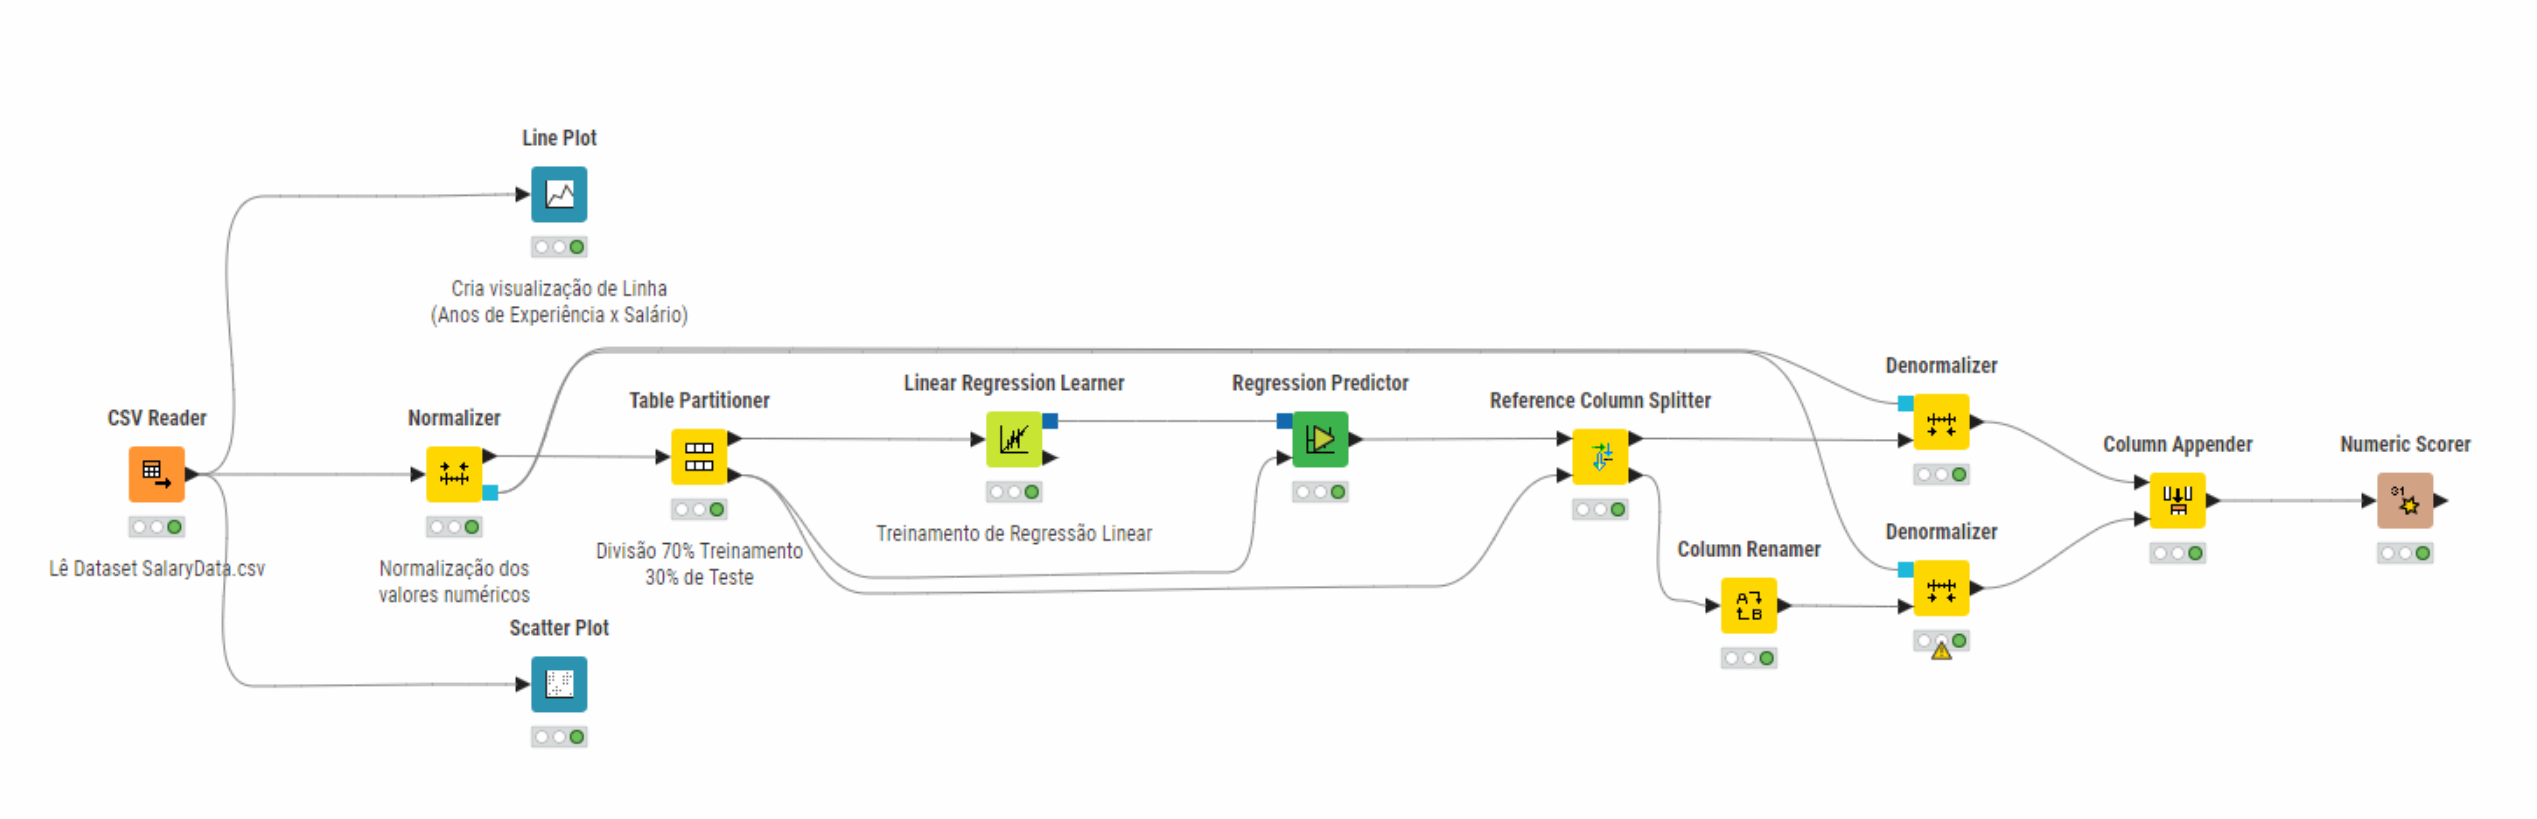 Line Plot
Cria visualização de Linha
(Anos de Experiência x Salário)
CSV Reader
Lê Dataset SalaryData.csv
Normalizer
Normalização dos
valores numéricos
Scatter Plot
Table Partitioner
Divisão 70% Treinamento
30% de Teste
Linear Regression Learner
Treinamento de Regressão Linear
Regression Predictor
Reference Column Splitter
Column Renamer
A
B
Denormalizer
Denormalizer
Column Appender
Numeric Scorer